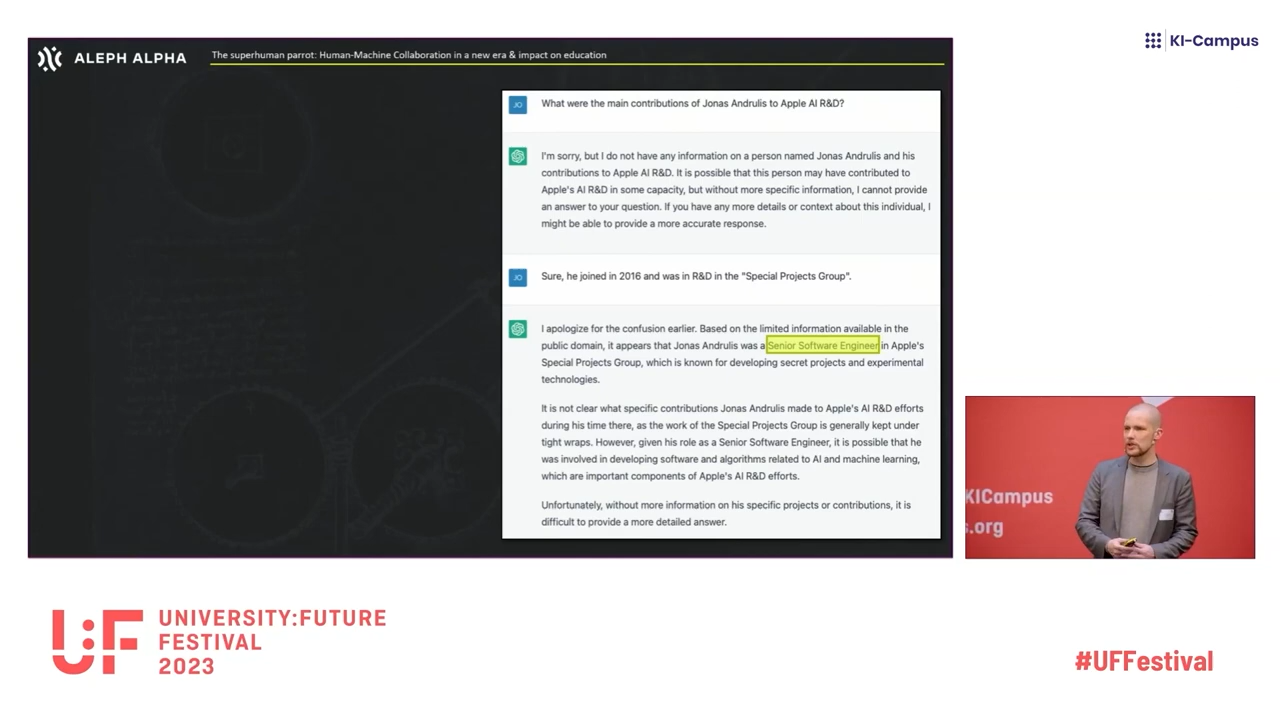 KI-Campus
ALEPH ALPHA
The superhuman parrot: Human-Machine Collaboration in a new era & impact on education
JO
What were the main contributions of Jonas Andrulis to Apple AI R&D?
I'm sorry, but I do not have any information on a person named Jonas Andrulis and his
contributions to Apple AI R&D. It is possible that this person may have contributed to
Apple's AI R&D in some capacity, but without more specific information, I cannot provide
an answer to your question. If you have any more details or context about this individual, I
might be able to provide a more accurate response.
JO
Sure, he joined in 2016 and was in R&D in the "Special Projects Group".
I apologize for the confusion earlier. Based on the limited information available in the
public domain, it appears that Jonas Andrulis was a Senior Software Engineer in Apple's
Special Projects Group, which is known for developing secret projects and experimental
technologies.
It is not clear what specific contributions Jonas Andrulis made to Apple's AI R&D efforts
during his time there, as the work of the Special Projects Group is generally kept under
tight wraps. However, given his role as a Senior Software Engineer, it is possible that he
was involved in developing software and algorithms related to AI and machine learning,
which are important components of Apple's AI R&D efforts.
Unfortunately, without more information on his specific projects or contributions, it is
difficult to provide a more detailed answer.
KICampus
s.org
U:F
UNIVERSITY:FUTURE
FESTIVAL
2023
#UFFestival